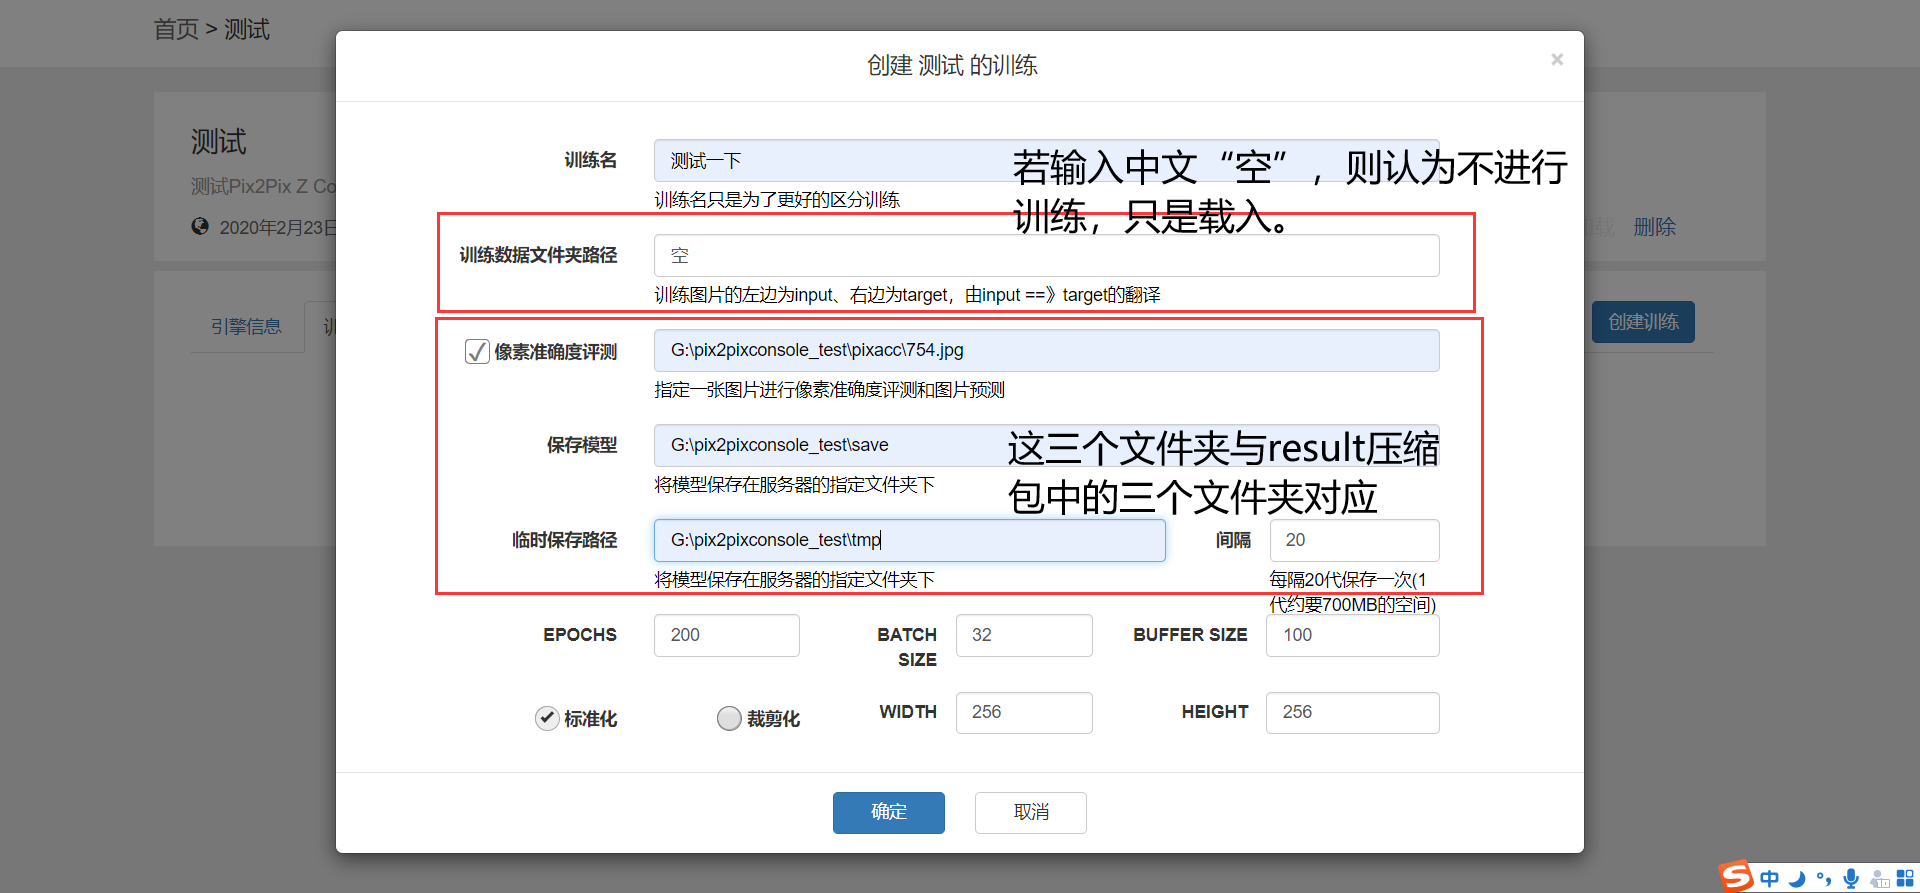 首页 > 测试
创建 测试 的训练
×
测试
测试Pix2Pix Z Co
2020年2月23日
删除
引擎信息
创建训练
训练名
测试一下
训练名只是为了更好的区分训练
若输入中文“空”，则认为不进行
训练，只是载入。
训练数据文件夹路径
空
训练图片的左边为input、右边为target，由input ==》target的翻译
像素准确度评测
G:\pix2pixconsole_test\pixacc\754.jpg
指定一张图片进行像素准确度评测和图片预测
保存模型
G:\pix2pixconsole_test\save
将模型保存在服务器的指定文件夹下
这三个文件夹与result压缩
包中的三个文件夹对应
临时保存路径
G:\pix2pixconsole_test\tmp
间隔
20
将模型保存在服务器的指定文件夹下
每隔20代保存一次(1
代约要700MB的空间)
EPOCHS
200
BATCH
SIZE
32
BUFFER SIZE
100
标准化
裁剪化
WIDTH
256
HEIGHT
256
确定
取消
中